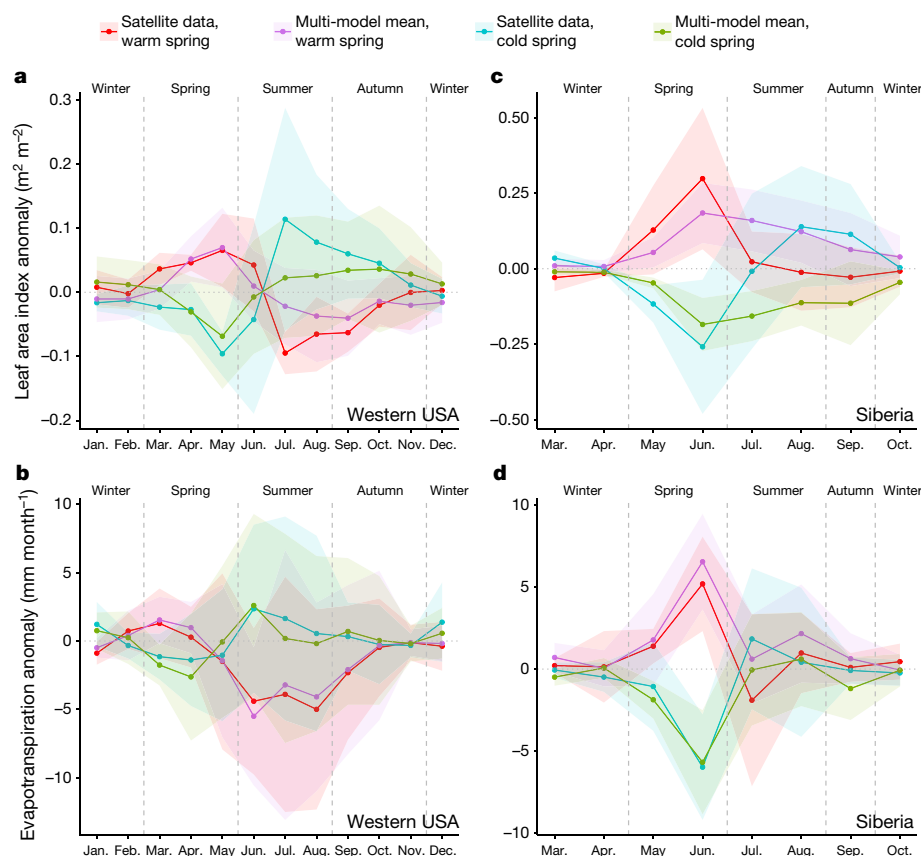 Satellite data, warm spring
Multi-model mean, warm spring
Satellite data, cold spring
Multi-model mean, cold spring
a
Winter Spring Summer Autumn Winter
Leaf area index anomaly (m² m⁻²)
0.3
0.2
0.1
0.0
−0.1
−0.2
Western USA
Jan. Feb. Mar. Apr. May Jun. Jul. Aug. Sep. Oct. Nov. Dec.
c
Winter Spring Summer Autumn Winter
0.50
0.25
0.00
−0.25
−0.50
Siberia
Mar. Apr. May Jun. Jul. Aug. Sep. Oct.
b
Winter Spring Summer Autumn Winter
Evapotranspiration anomaly (mm month⁻¹)
10
5
0
−5
−10
Western USA
Jan. Feb. Mar. Apr. May Jun. Jul. Aug. Sep. Oct. Nov. Dec.
d
Winter Spring Summer Autumn Winter
10
5
0
−5
−10
Siberia
Mar. Apr. May Jun. Jul. Aug. Sep. Oct.